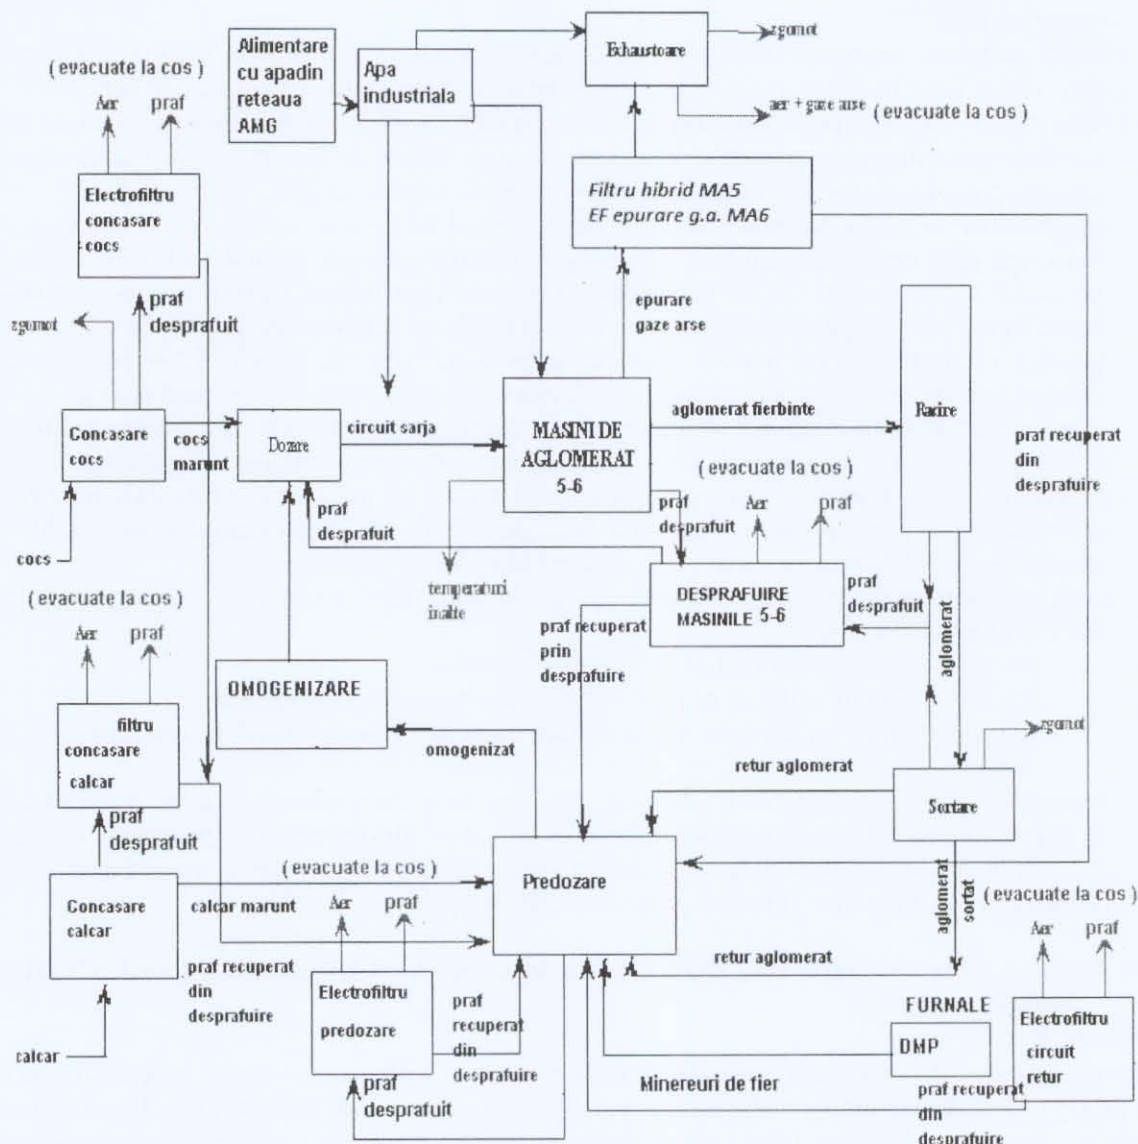 Alimentare
cu apadin
reteaua
AMG
Apa
industriala
Exhaustoare
zgomot
aer + gaze arse
( evacuate la cos )
( evacuate la cos )
Aer
praf
Electrofiltru
concasare
cocs
Filtru hibrid MA5
EF epurare g.a. MA6
praf
desprafuit
zgomot
epurare
gaze arse
Concasare
cocs
cocs
marunt
Dozare
circuit sarja
MASINI DE
AGLOMERAT
5-6
aglomerat fierbinte
Racire
praf recuperat
din
desprafuire
cocs
praf
desprafuit
temperaturi
inalte
praf
desprafuit
( evacuate la cos )
Aer
praf
DESPRAFUIRE
MASINILE 5-6
praf
desprafuit
aglomerat
praf recuperat
prin
desprafuire
( evacuate la cos )
Aer
praf
OMOGENIZARE
filtru
concasare
calcar
omogenizat
zgomot
retur aglomerat
Sortare
praf
desprafuit
Predozare
aglomerat
sortat
Concasare
calcar
calcar marunt
( evacuate la cos )
Aer
praf
( evacuate la cos )
Aer
praf
praf recuperat
din
desprafuire
retur aglomerat
calcar
Electrofiltru
predozare
praf
recuperat
din
desprafuire
praf
desprafuit
FURNALE
DMP
Minereuri de fier
Electrofiltru
circuit
retur
praf recuperat
din
desprafuire